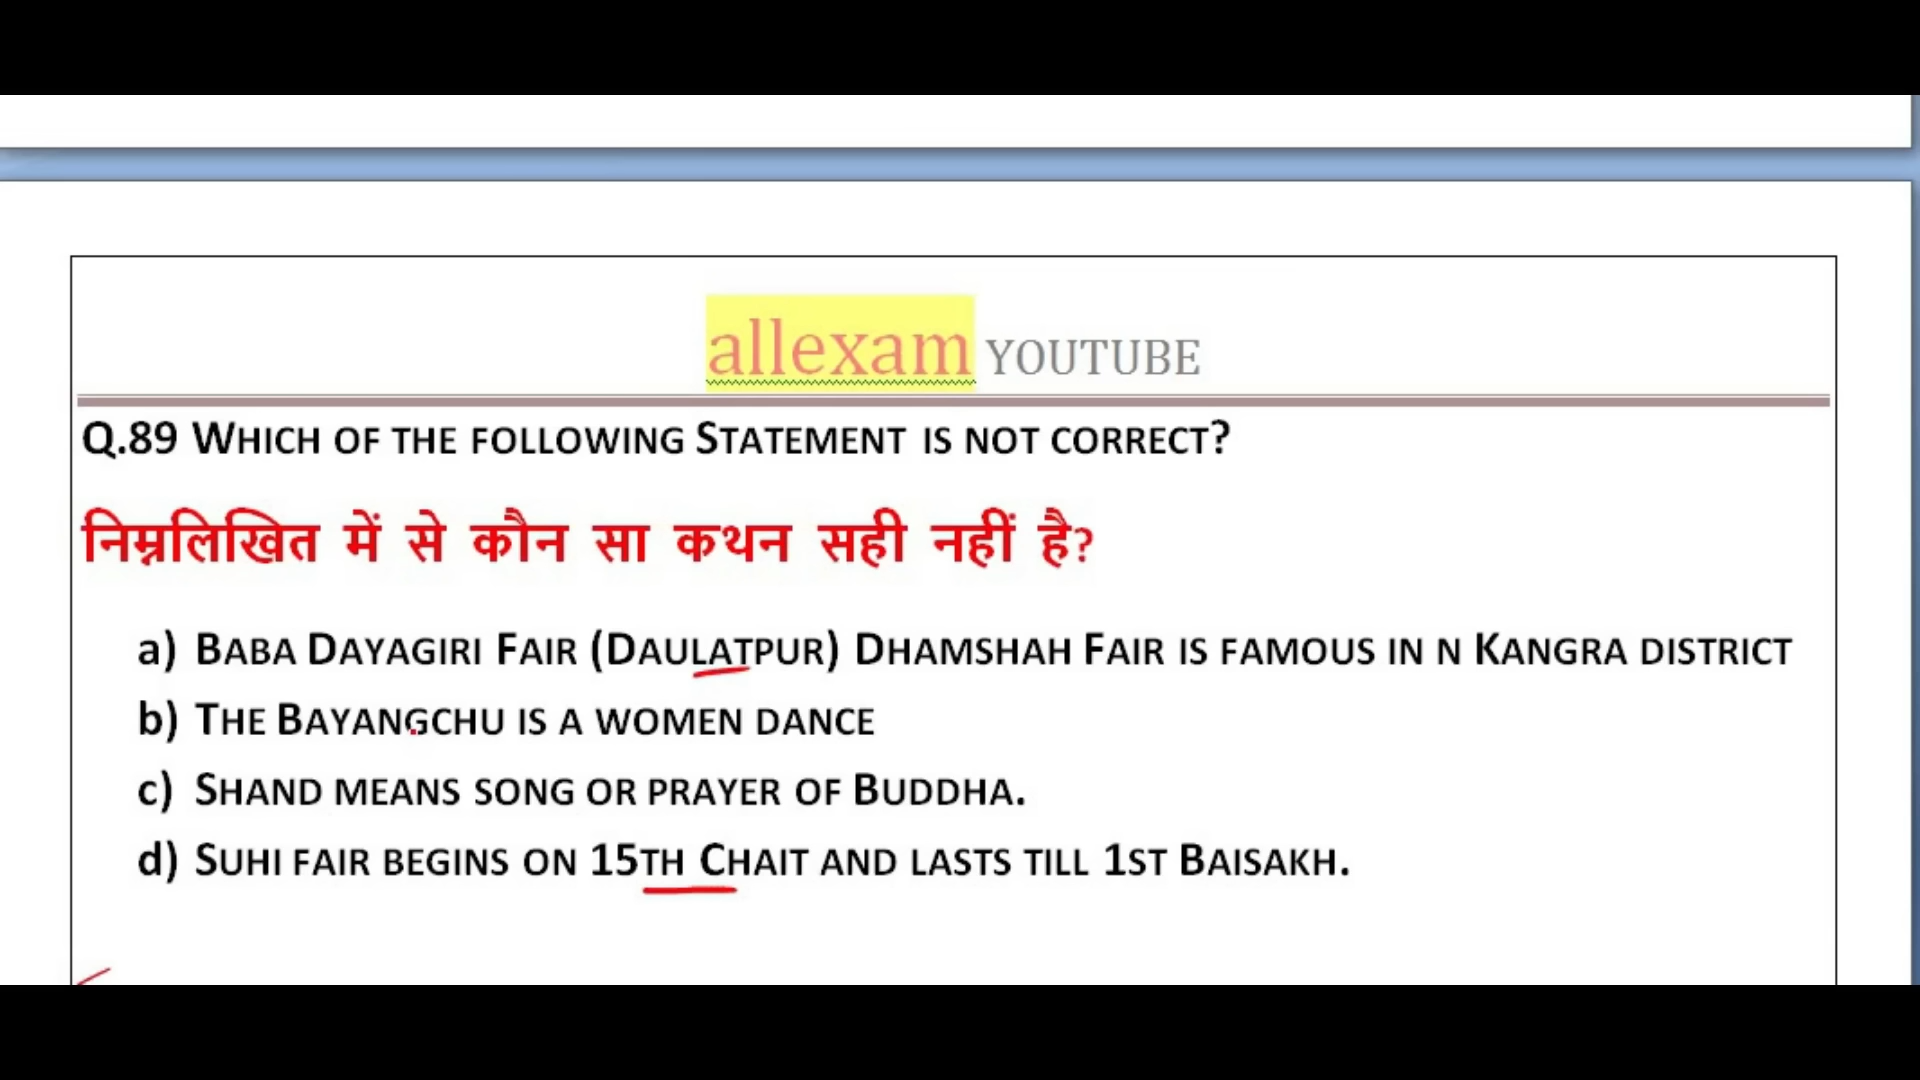 allexam YOUTUBE
Q.89 WHICH OF THE FOLLOWING STATEMENT IS NOT CORRECT?
निम्नलिखित में से कौन सा कथन सही नहीं है?
a) BABA DAYAGIRI FAIR (DAULATPUR) DHAMSHAH FAIR IS FAMOUS IN N KANGRA DISTRICT
b) THE BAYANGCHU IS A WOMEN DANCE
c) SHAND MEANS SONG OR PRAYER OF BUDDHA.
d) SUHI FAIR BEGINS ON 15TH CHAIT AND LASTS TILL 1ST BAISAKH.